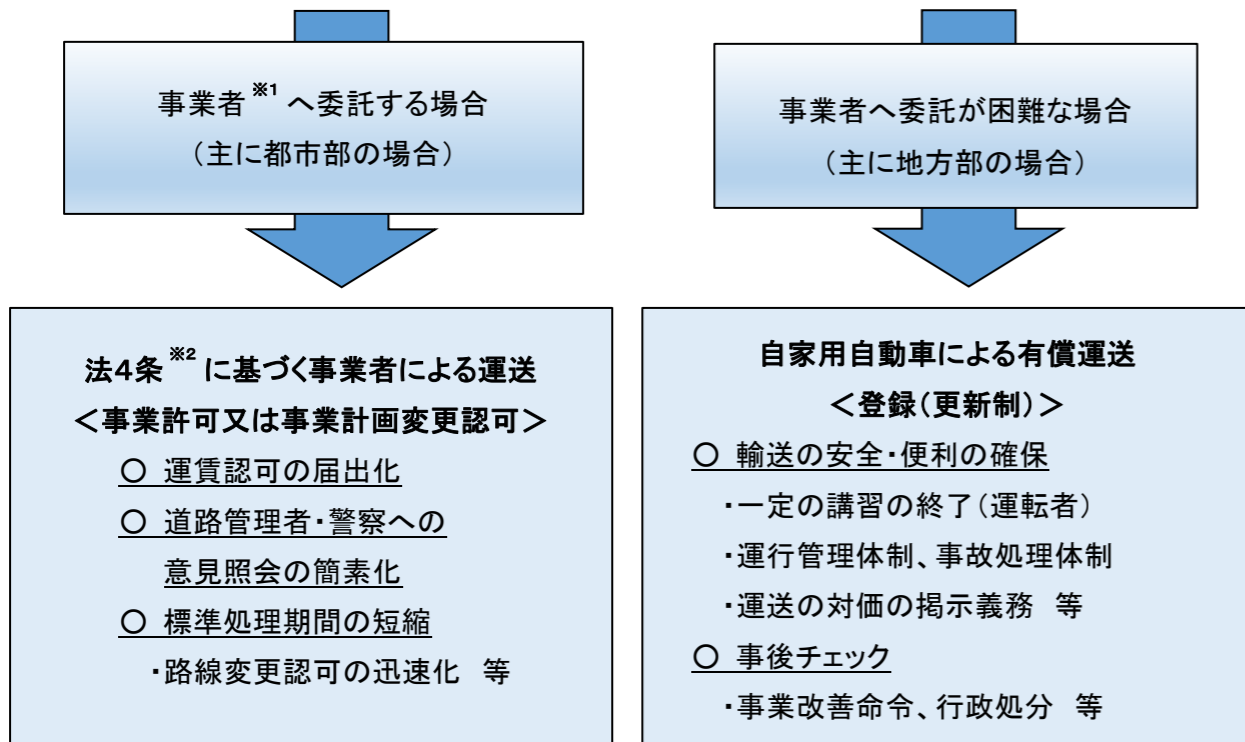 事業者※1へ委託する場合
（主に都市部の場合）
事業者へ委託が困難な場合
（主に地方部の場合）
法4条※2に基づく事業者による運送
＜事業許可又は事業計画変更認可＞
○ 運賃認可の届出化
○ 道路管理者・警察への
意見照会の簡素化
○ 標準処理期間の短縮
・路線変更認可の迅速化　等
自家用自動車による有償運送
＜登録（更新制）＞
○ 輸送の安全・便利の確保
・一定の講習の終了（運転者）
・運行管理体制、事故処理体制
・運送の対価の掲示義務　等
○ 事後チェック
・事業改善命令、行政処分　等